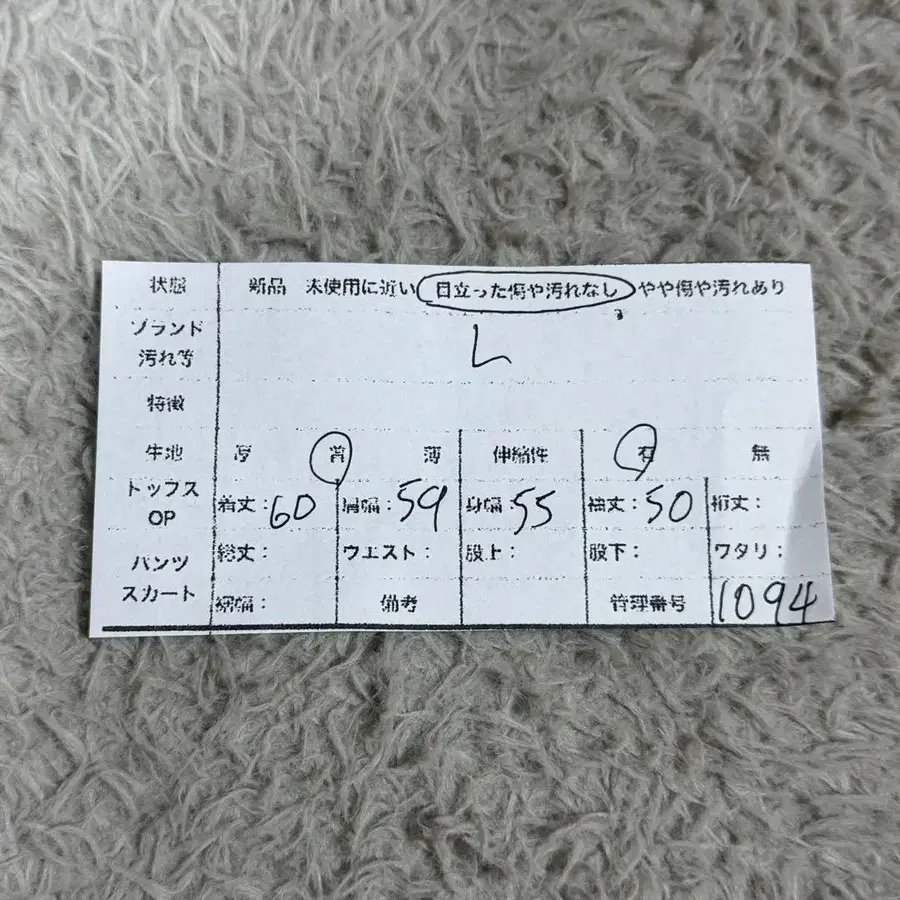 状態 新品 未使用に近い 目立った傷や汚れなし やや傷や汚れあり
ブランド
汚れ等 L
特徴
生地 厚 普 薄 伸縮性 有 無
トップス
OP 着丈：60 肩幅：59 身幅：55 袖丈：50 裄丈：
パンツ
スカート 総丈： ウエスト： 股上： 股下： ワタリ：
裾幅： 備考 管理番号 1094